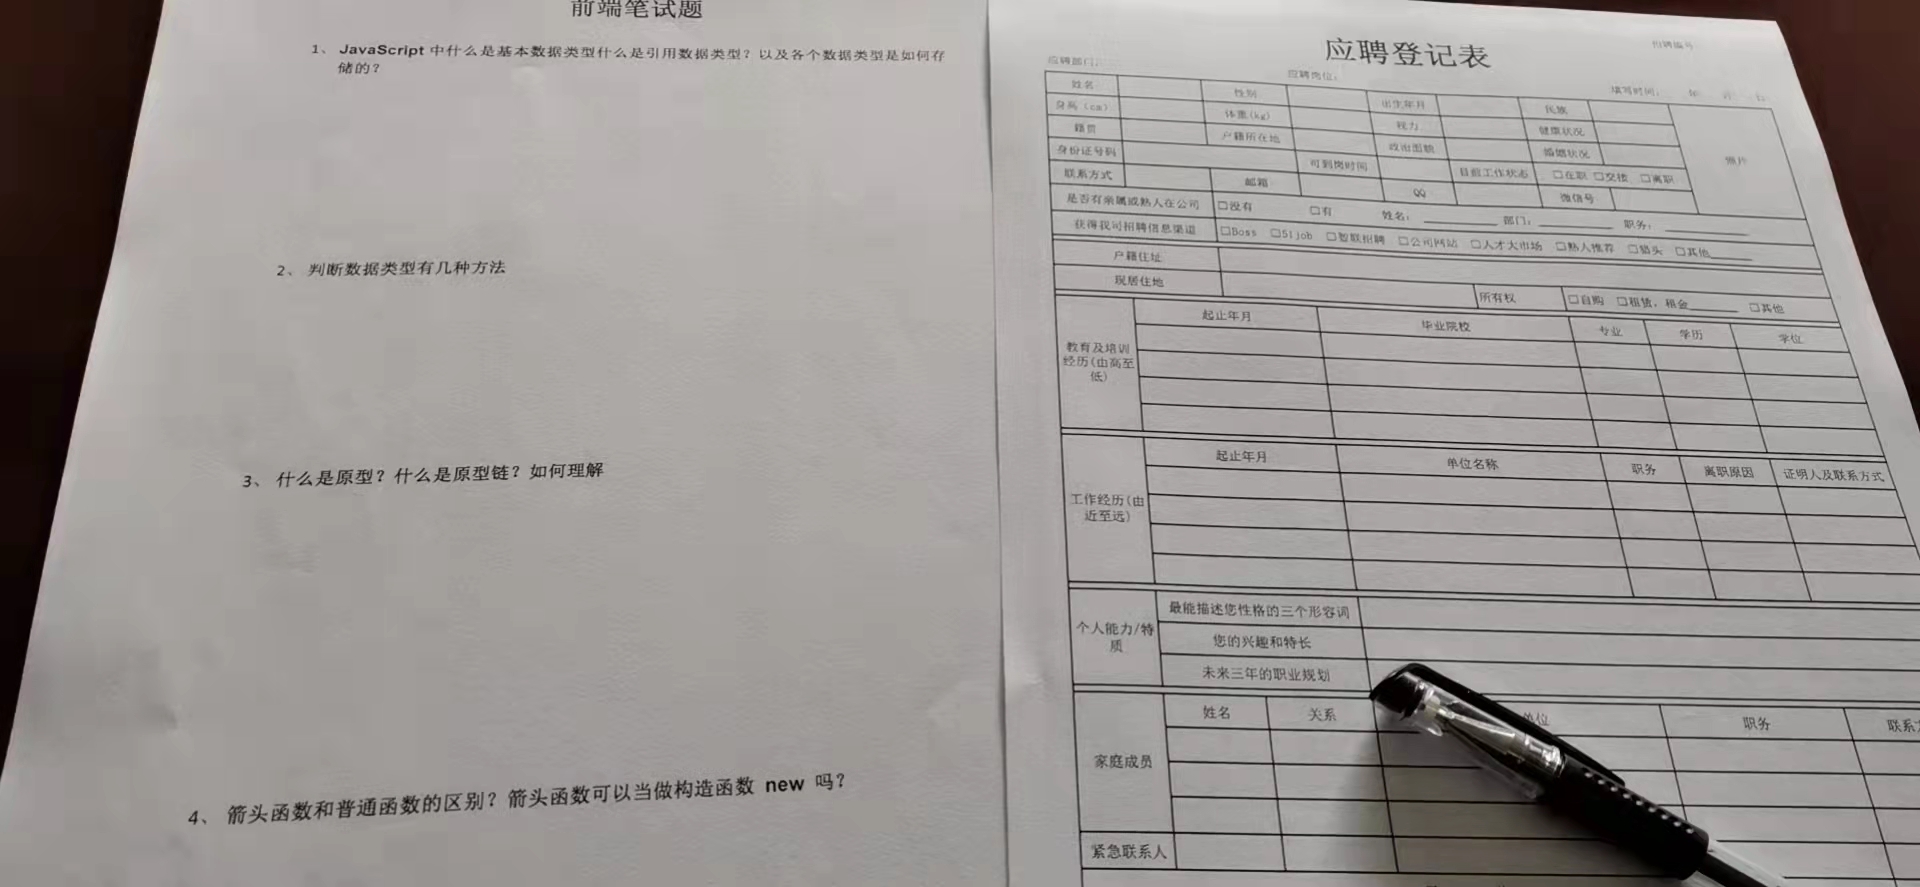 前端笔试题
1、 JavaScript 中什么是基本数据类型什么是引用数据类型？以及各个数据类型是如何存
储的？
2、 判断数据类型有几种方法
3、 什么是原型？什么是原型链？如何理解
4、 箭头函数和普通函数的区别？箭头函数可以当做构造函数 new 吗？
应聘登记表
应聘部门： 应聘岗位： 填写时间： 年 月 日
姓名 性别 出生年月 民族
身高（cm） 体重(kg) 视力 健康状况
籍贯 户籍所在地 政治面貌 婚姻状况 照片
身份证号码 可到岗时间 目前工作状态 □在职 □交接 □离职
联系方式 邮箱 QQ 微信号
是否有亲属或熟人在公司 □没有 □有 姓名：________ 部门：________ 职务：________
获得我司招聘信息渠道 □Boss □51job □智联招聘 □公司网站 □人才大市场 □熟人推荐 □猎头 □其他______
户籍住址
现居住地 所有权 □自购 □租赁，租金______ □其他
教育及培训
经历(由高至
低)
起止年月 毕业院校 专业 学历 学位
工作经历(由
近至远)
起止年月 单位名称 职务 离职原因 证明人及联系方式
个人能力/特
质
最能描述您性格的三个形容词
您的兴趣和特长
未来三年的职业规划
家庭成员
姓名 关系 单位 职务 联系
紧急联系人